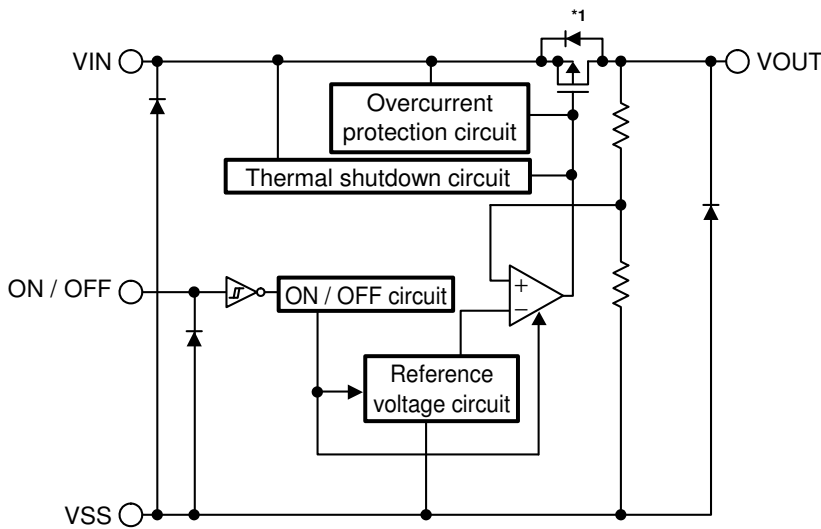 *1
VIN
VOUT
Overcurrent
protection circuit
Thermal shutdown circuit
ON / OFF
ON / OFF circuit
+
−
Reference
voltage circuit
VSS